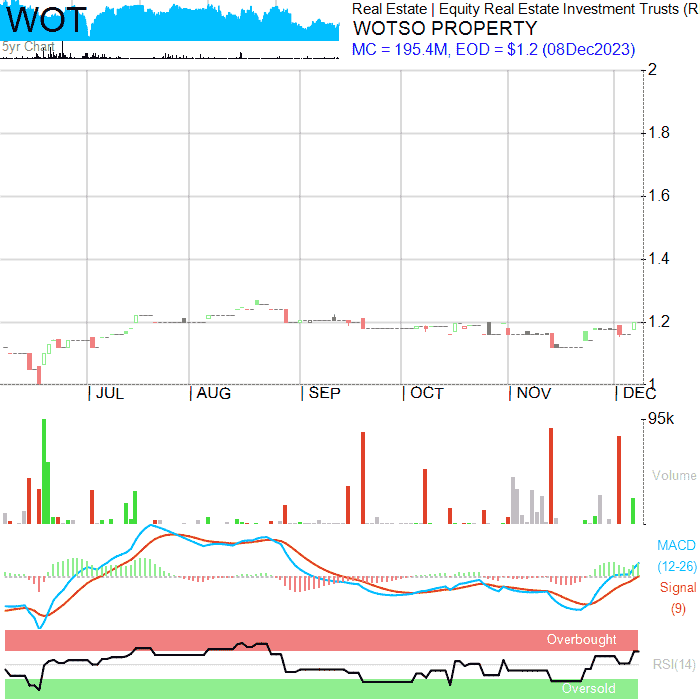 WOT
5yr Chart
Real Estate | Equity Real Estate Investment Trusts (R
WOTSO PROPERTY
MC = 195.4M, EOD = $1.2 (08Dec2023)
2
1.8
1.6
1.4
1.2
1
JUL AUG SEP OCT NOV DEC
95k
Volume
MACD
(12-26)
Signal
(9)
Overbought
RSI(14)
Oversold